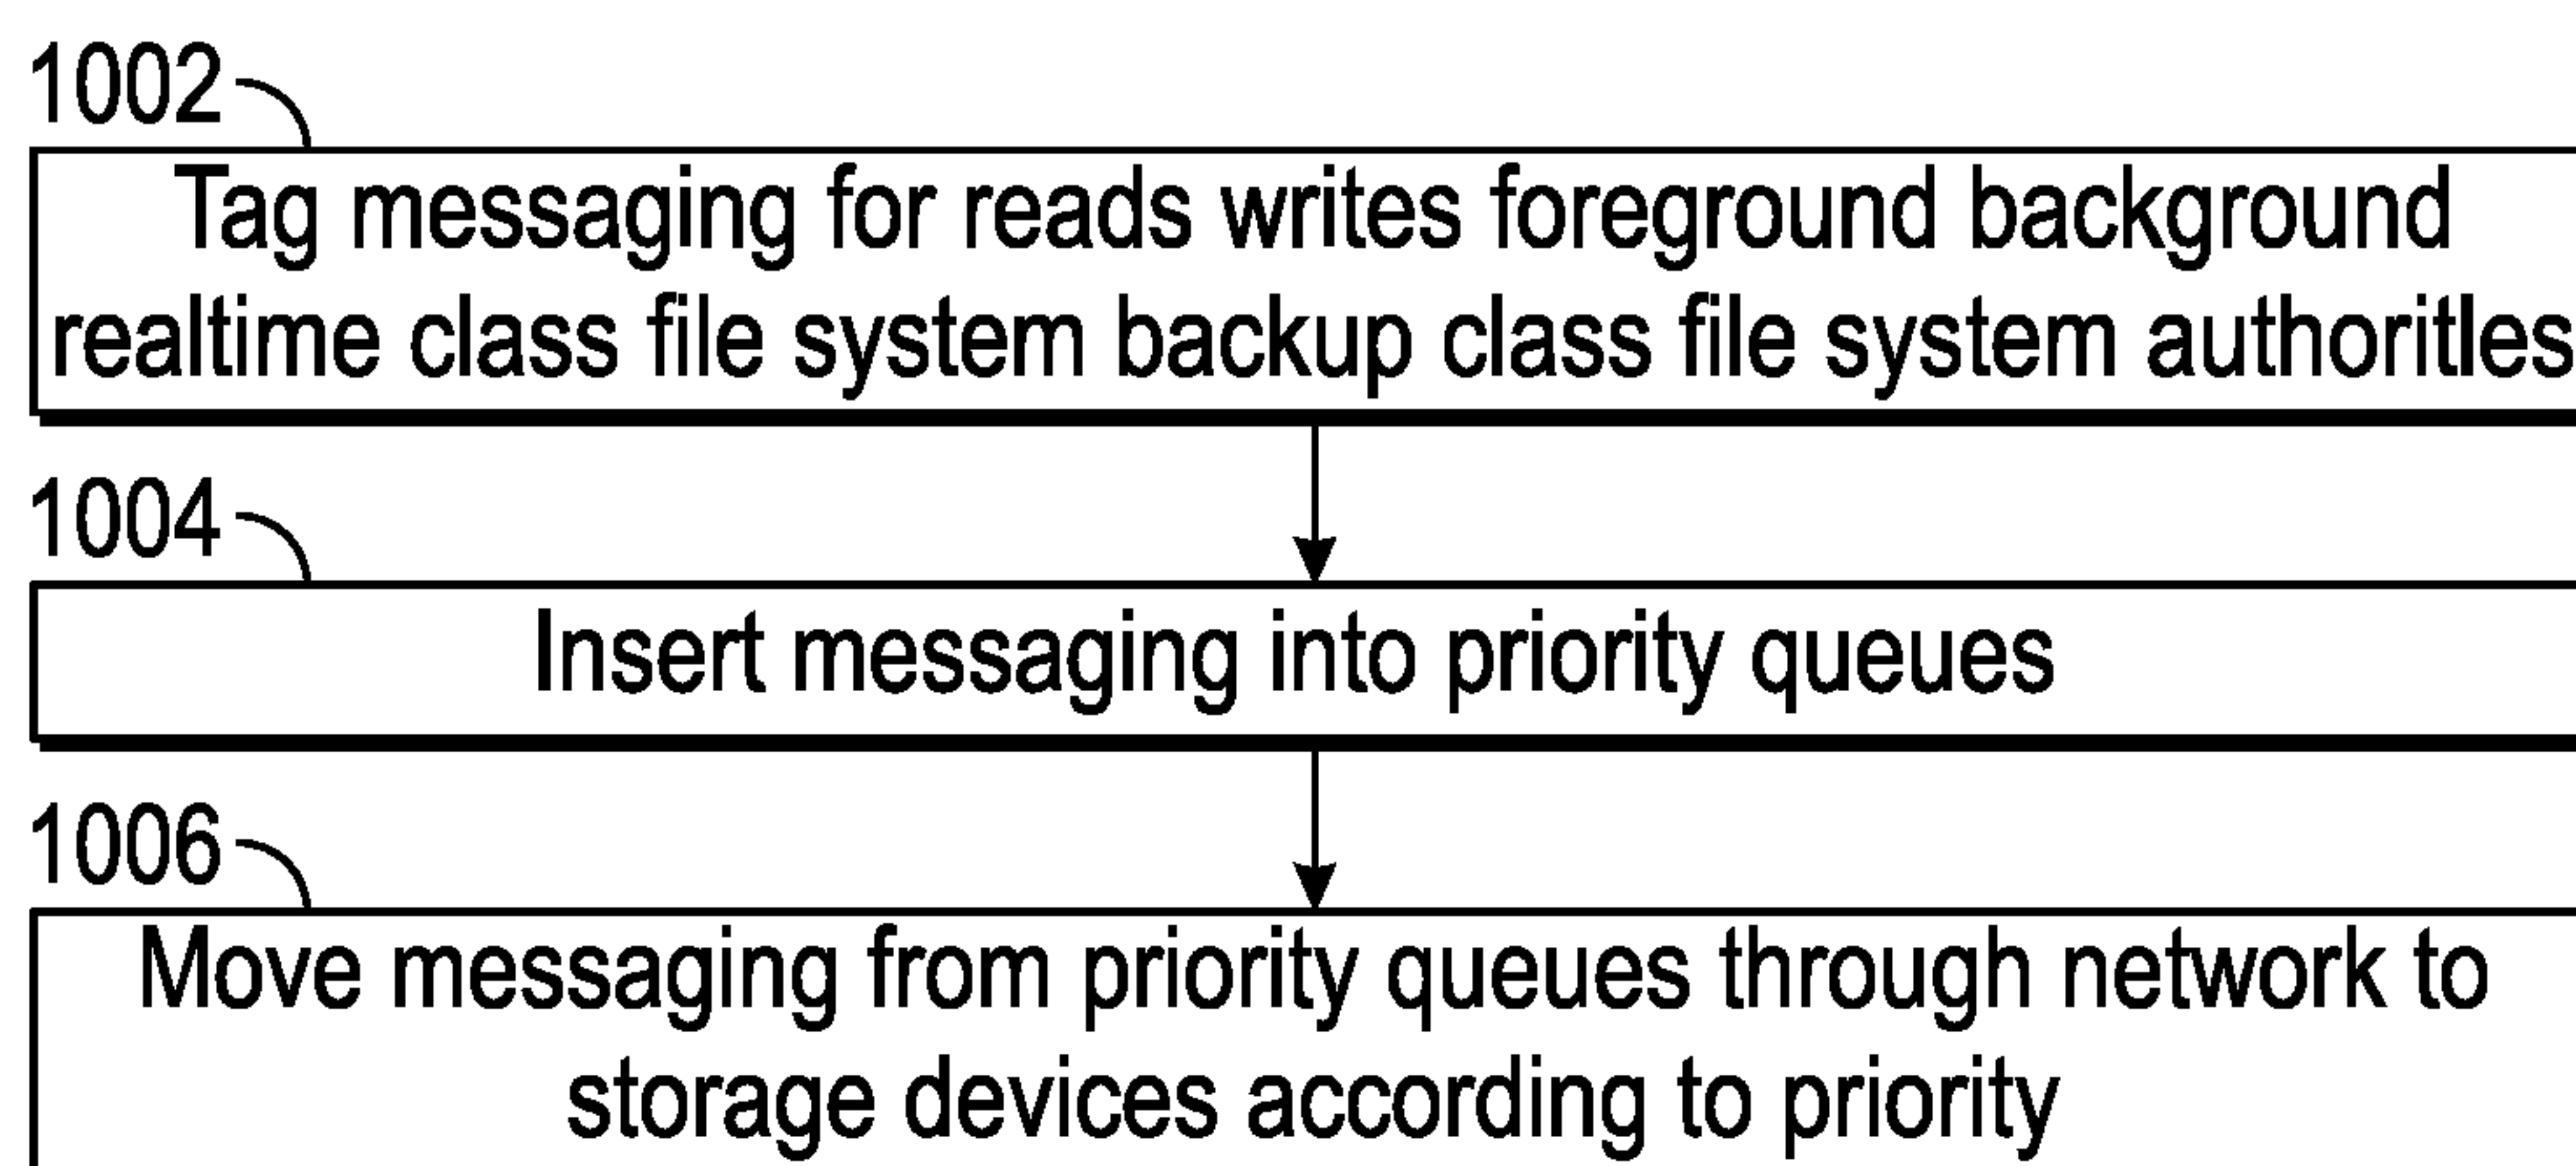 1002
Tag messaging for reads writes foreground background
realtime class file system backup class file system authoritles
1004
Insert messaging into priority queues
1006
Move messaging from priority queues through network to
storage devices according to priority